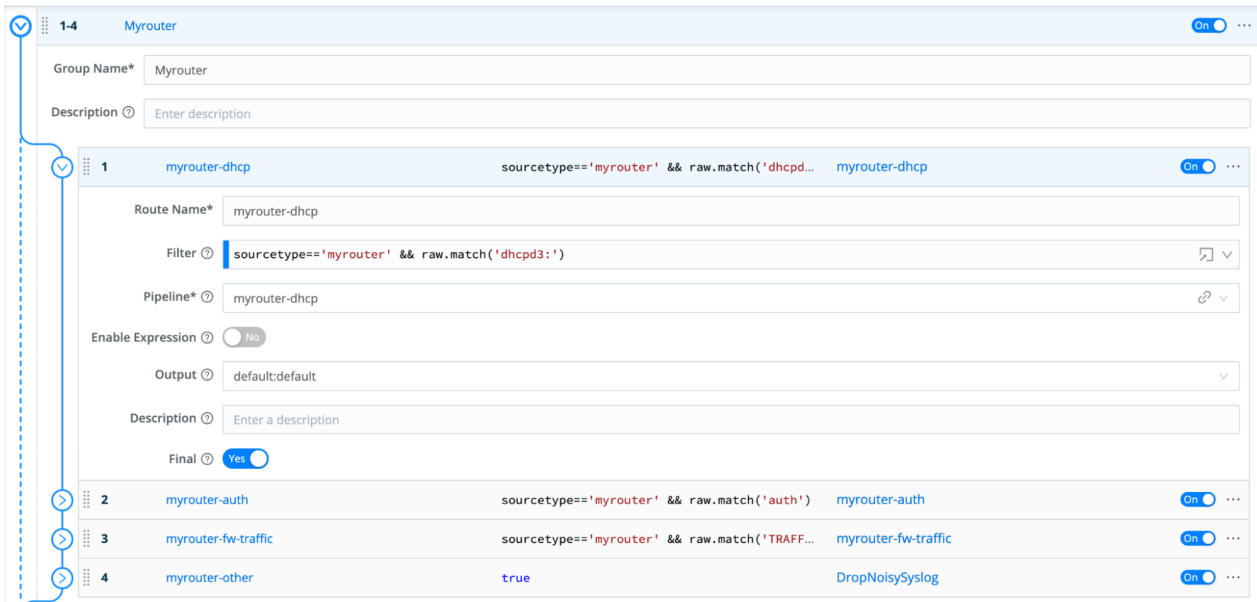 1-4 Myrouter On ...
Group Name* Myrouter
Description Enter description
1 myrouter-dhcp sourcetype=='myrouter' && raw.match('dhcpd... myrouter-dhcp On ...
Route Name* myrouter-dhcp
Filter sourcetype=='myrouter' && raw.match('dhcpd3:')
Pipeline* myrouter-dhcp
Enable Expression No
Output default:default
Description Enter a description
Final Yes
2 myrouter-auth sourcetype=='myrouter' && raw.match('auth') myrouter-auth On ...
3 myrouter-fw-traffic sourcetype=='myrouter' && raw.match('TRAFF... myrouter-fw-traffic On ...
4 myrouter-other true DropNoisySyslog On ...